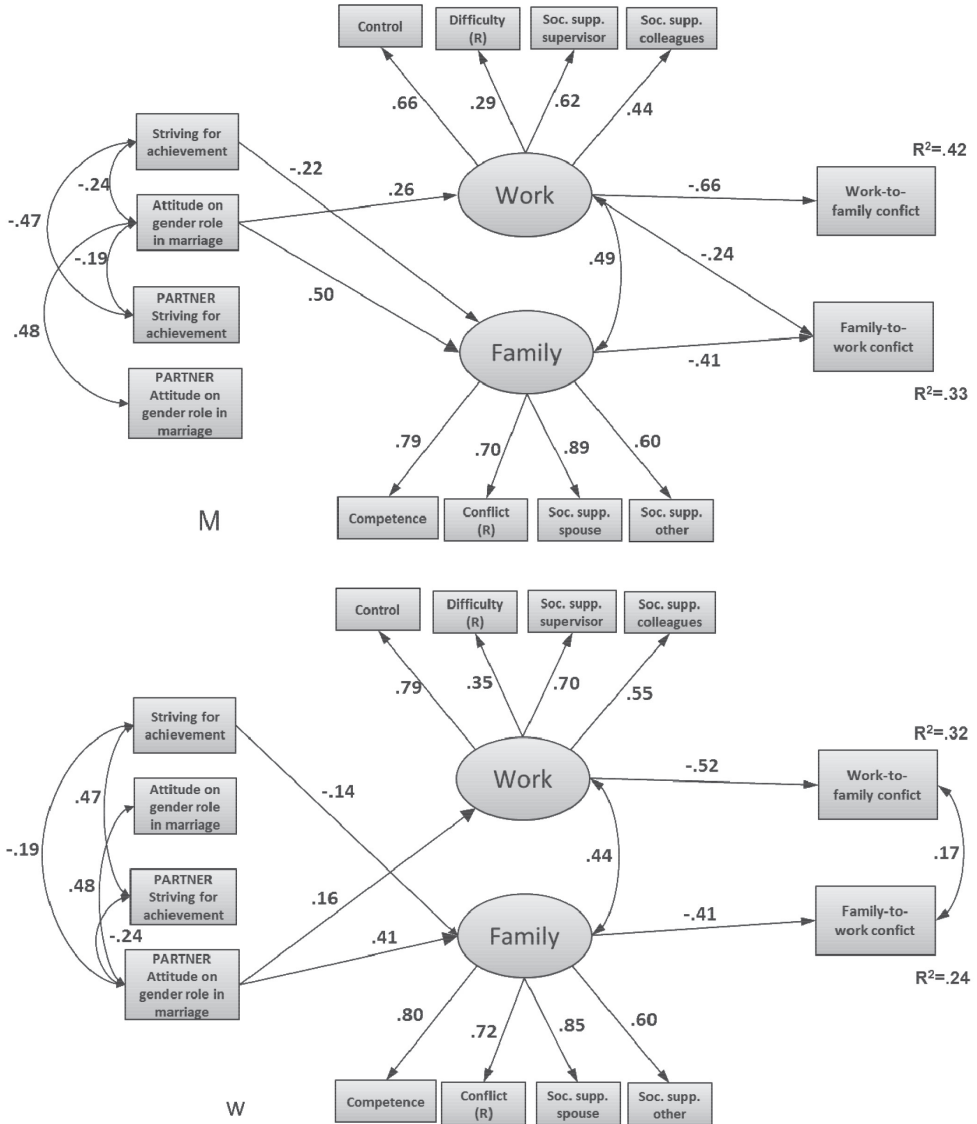 Control
Difficulty
(R)
Soc. supp.
supervisor
Soc. supp.
colleagues
.66
.29
.62
.44
Striving for
achievement
-.24
-.47
Attitude on
gender role
in marriage
-.19
.48
PARTNER
Striving for
achievement
PARTNER
Attitude on
gender role in
marriage
-.22
.26
.50
Work
.49
Family
-.66
-.24
-.41
R²=.42
Work-to-
family confict
Family-to-
work confict
R²=.33
.79
.70
.89
.60
Competence
Conflict
(R)
Soc. supp.
spouse
Soc. supp.
other
M
Control
Difficulty
(R)
Soc. supp.
supervisor
Soc. supp.
colleagues
.79
.35
.70
.55
Striving for
achievement
.47
-.19
Attitude on
gender role
in marriage
.48
PARTNER
Striving for
achievement
-.24
PARTNER
Attitude on
gender role in
marriage
-.14
.16
.41
Work
.44
Family
-.52
-.41
R²=.32
Work-to-
family confict
.17
Family-to-
work confict
R²=.24
.80
.72
.85
.60
Competence
Conflict
(R)
Soc. supp.
spouse
Soc. supp.
other
W